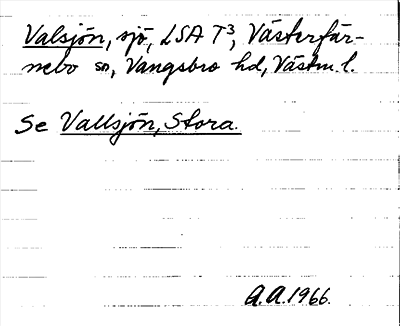 Valsjön, sjö, LSA T³, Västerfär-
nebo sn, Vangsbro hd, Västm. l.
Se Vallsjön, Stora.
A.A. 1966.